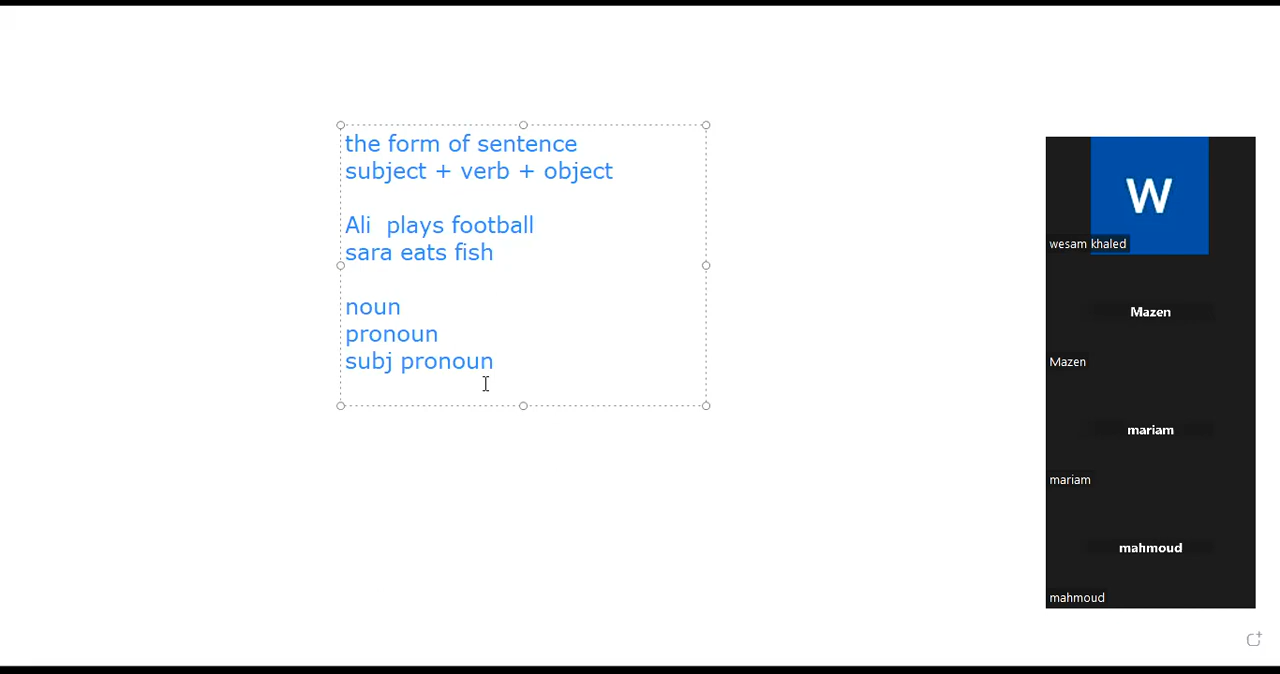 the form of sentence
subject + verb + object
Ali  plays football
sara eats fish
noun
pronoun
subj pronoun
W
wesam khaled
Mazen
Mazen
mariam
mariam
mahmoud
mahmoud